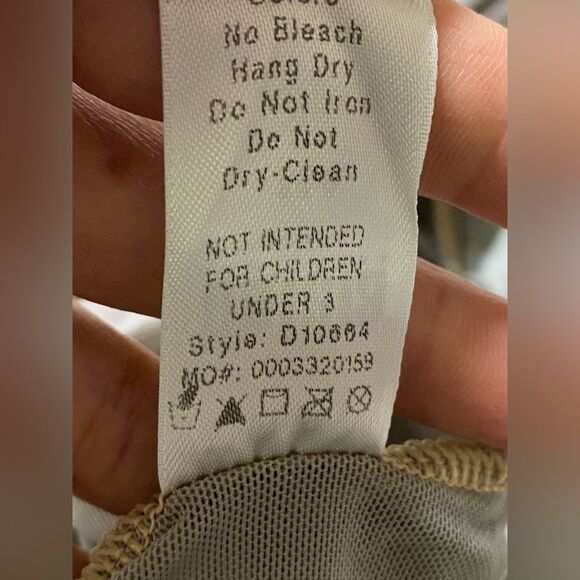 No Bleach
Hang Dry
Do Not Iron
Do Not
Dry-Clean
NOT INTENDED
FOR CHILDREN
UNDER 3
Style: D10664
MO#: 0003320159